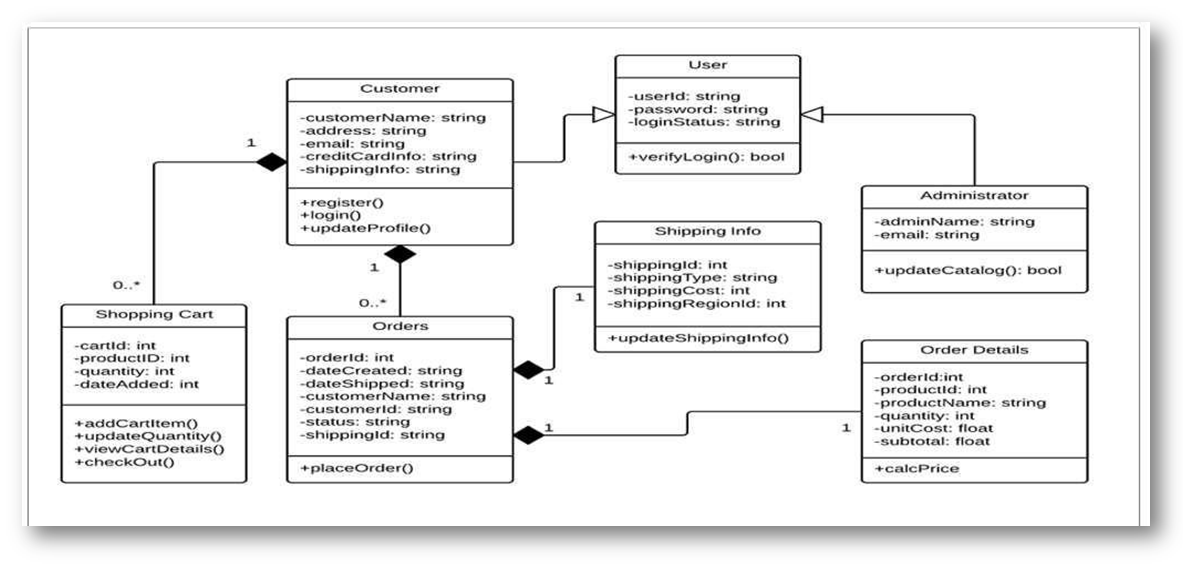 User
-userId: string
-password: string
-loginStatus: string
+verifyLogin(): bool
Customer
-customerName: string
-address: string
-email: string
-creditCardInfo: string
-shippingInfo: string
+register()
+login()
+updateProfile()
1
1
0..*
0..*
Administrator
-adminName: string
-email: string
+updateCatalog(): bool
Shipping Info
-shippingId: int
-shippingType: string
-shippingCost: int
-shippingRegionId: int
+updateShippingInfo()
1
1
Shopping Cart
-cartId: int
-productID: int
-quantity: int
-dateAdded: int
+addCartItem()
+updateQuantity()
+viewCartDetails()
+checkOut()
Orders
-orderId: int
-dateCreated: string
-dateShipped: string
-customerName: string
-customerId: string
-status: string
-shippingId: string
+placeOrder()
1
1
Order Details
-orderId:int
-productId: int
-productName: string
-quantity: int
-unitCost: float
-subtotal: float
+calcPrice